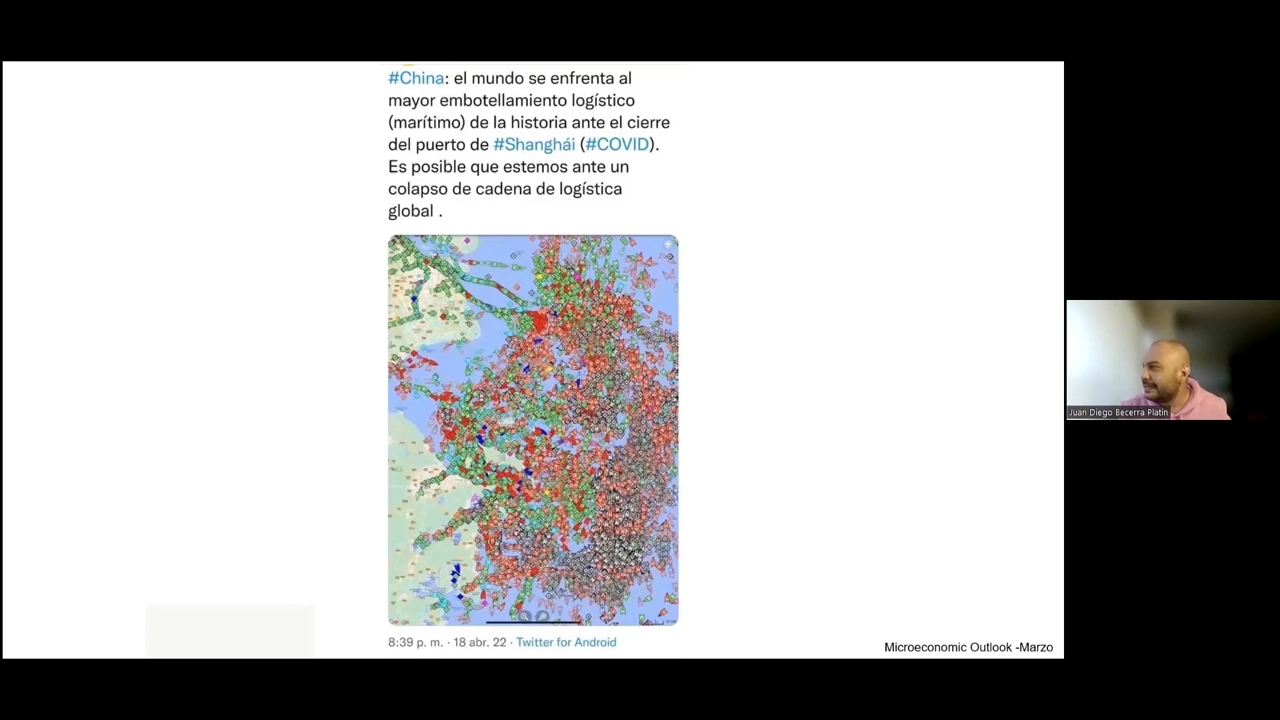 #China: el mundo se enfrenta al
mayor embotellamiento logístico
(marítimo) de la historia ante el cierre
del puerto de #Shanghái (#COVID).
Es posible que estemos ante un
colapso de cadena de logística
global .
8:39 p. m. · 18 abr. 22 · Twitter for Android
Microeconomic Outlook -Marzo
Juan Diego Becerra Platin